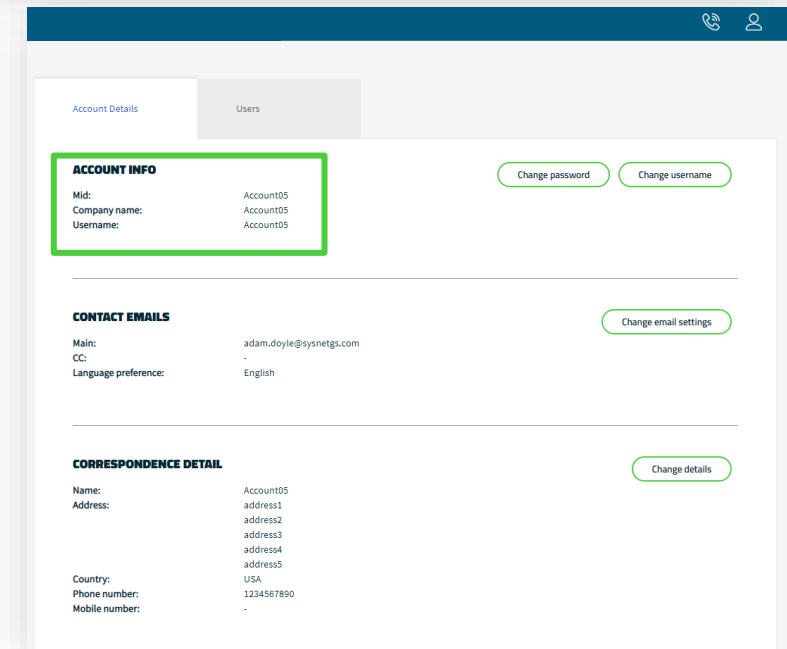 Account Details Users
ACCOUNT INFO Change password Change username
Mid: Account05
Company name: Account05
Username: Account05
CONTACT EMAILS Change email settings
Main: adam.doyle@sysnetgs.com
CC: -
Language preference: English
CORRESPONDENCE DETAIL Change details
Name: Account05
Address: address1
address2
address3
address4
address5
Country: USA
Phone number: 1234567890
Mobile number: -